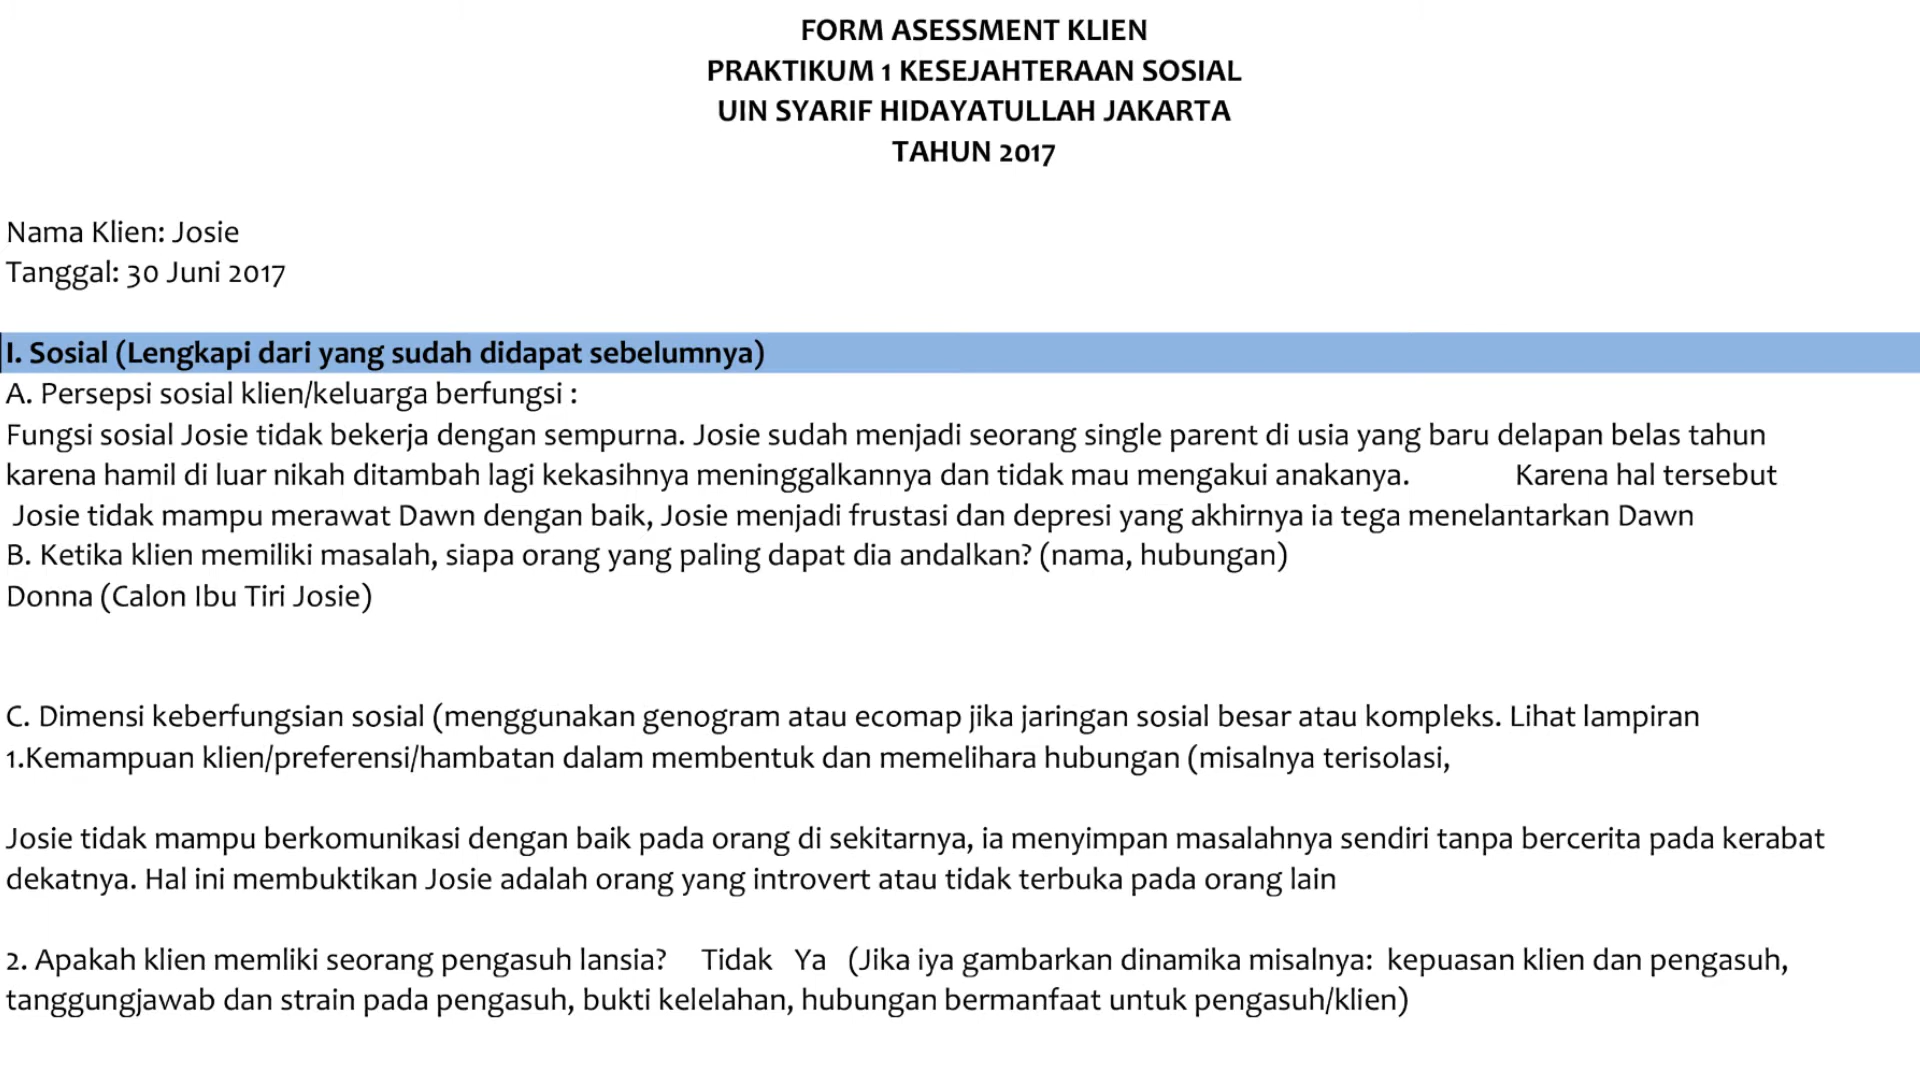 FORM ASESSMENT KLIEN
PRAKTIKUM 1 KESEJAHTERAAN SOSIAL
UIN SYARIF HIDAYATULLAH JAKARTA
TAHUN 2017
Nama Klien: Josie
Tanggal: 30 Juni 2017
I. Sosial (Lengkapi dari yang sudah didapat sebelumnya)
A. Persepsi sosial klien/keluarga berfungsi :
Fungsi sosial Josie tidak bekerja dengan sempurna. Josie sudah menjadi seorang single parent di usia yang baru delapan belas tahun
karena hamil di luar nikah ditambah lagi kekasihnya meninggalkannya dan tidak mau mengakui anakanya. Karena hal tersebut
Josie tidak mampu merawat Dawn dengan baik, Josie menjadi frustasi dan depresi yang akhirnya ia tega menelantarkan Dawn
B. Ketika klien memiliki masalah, siapa orang yang paling dapat dia andalkan? (nama, hubungan)
Donna (Calon Ibu Tiri Josie)
C. Dimensi keberfungsian sosial (menggunakan genogram atau ecomap jika jaringan sosial besar atau kompleks. Lihat lampiran
1.Kemampuan klien/preferensi/hambatan dalam membentuk dan memelihara hubungan (misalnya terisolasi,
Josie tidak mampu berkomunikasi dengan baik pada orang di sekitarnya, ia menyimpan masalahnya sendiri tanpa bercerita pada kerabat
dekatnya. Hal ini membuktikan Josie adalah orang yang introvert atau tidak terbuka pada orang lain
2. Apakah klien memliki seorang pengasuh lansia? Tidak Ya (Jika iya gambarkan dinamika misalnya: kepuasan klien dan pengasuh,
tanggungjawab dan strain pada pengasuh, bukti kelelahan, hubungan bermanfaat untuk pengasuh/klien)